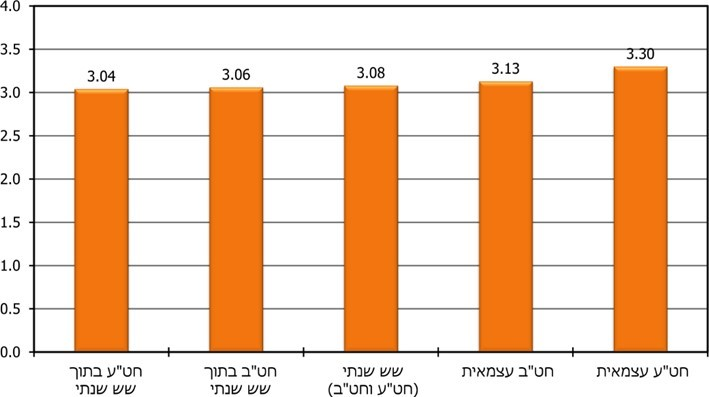 4.0
3.5
3.0
2.5
2.0
1.5
1.0
0.5
0.0
3.04
3.06
3.08
3.13
3.30
חט"ע בתוך
שש שנתי
חט"ב בתוך
שש שנתי
שש שנתי
(חט"ע וחט"ב)
חט"ב עצמאית
חט"ע עצמאית